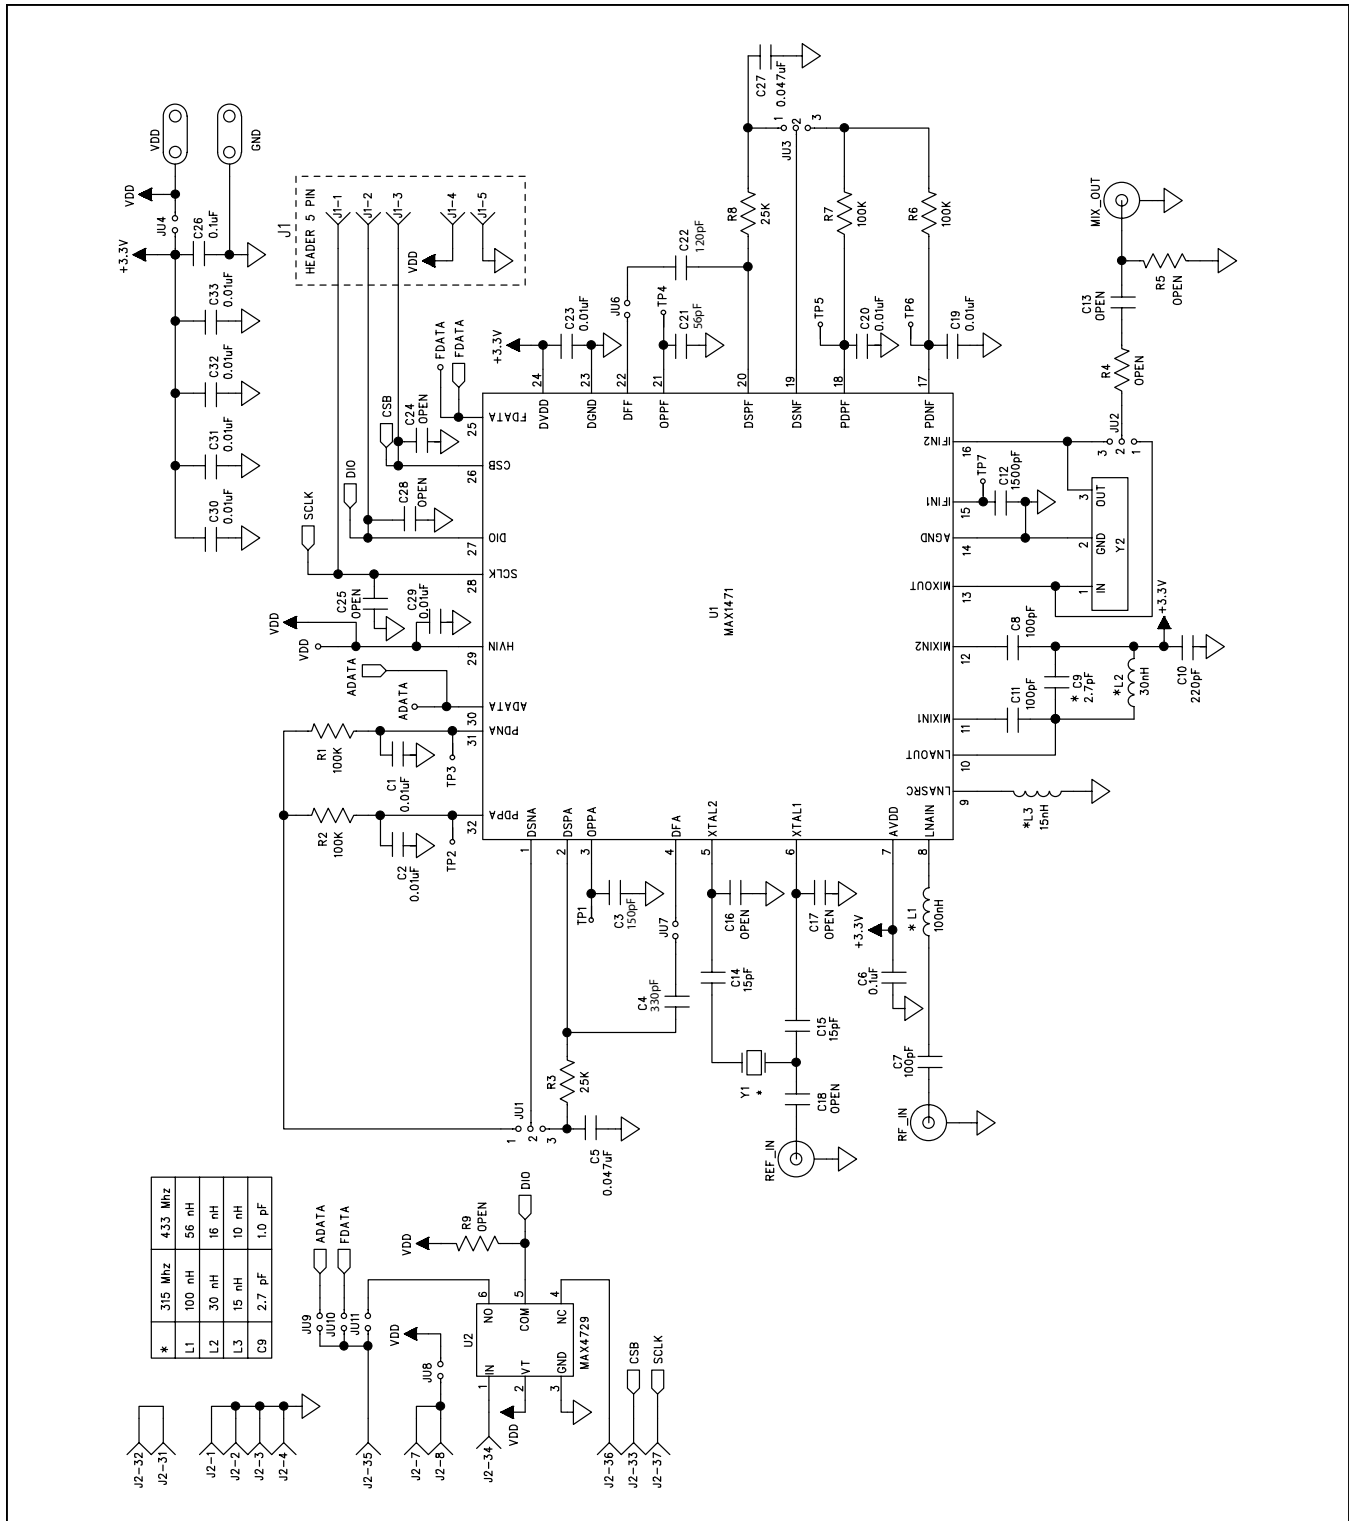 C27
0.047uF
VDD
GND
VDD
JU4
+3.3V
C26
0.1uF
C33
0.01uF
C32
0.01uF
C31
0.01uF
C30
0.01uF
J1
HEADER 5 PIN
J1-1
J1-2
J1-3
J1-4
J1-5
VDD
1
2
3
JU3
R8
25K
R7
100K
R6
100K
C22
120pF
JU6
TP4
C21
56pF
C23
0.01uF
+3.3V
TP5
C20
0.01uF
TP6
C19
0.01uF
MIX_OUT
R5
OPEN
C13
OPEN
R4
OPEN
JU2
3
2
1
FDATA
FDATA
CSB
C24
OPEN
DIO
C28
OPEN
SCLK
C25
OPEN
C29
0.01uF
VDD
VDD
ADATA
ADATA
24
DVDD
23
DGND
22
DFF
21
OPPF
20
DSPF
19
DSNF
18
PDPF
17
PDNF
25
FDATA
26
CSB
27
DIO
28
SCLK
29
HVIN
30
ADATA
31
PDNA
32
PDPA
U1
MAX1471
IFIN2
16
IFIN1
15
AGND
14
MIXOUT
13
MIXIN2
12
MIXIN1
11
LNAOUT
10
LNASRC
9
DSNA
1
DSPA
2
OPPA
3
DFA
4
XTAL2
5
XTAL1
6
AVDD
7
LNAIN
8
TP7
C12
1500pF
3
OUT
2
GND
Y2
1
IN
+3.3V
C8
100pF
C11
100pF
* C9
2.7pF
*L2
30nH
C10
220pF
*L3
15nH
R1
100K
C1
0.01uF
TP3
R2
100K
C2
0.01uF
TP2
TP1
C3
150pF
JU7
C4
330pF
C16
OPEN
C14
15pF
C17
OPEN
C15
15pF
Y1
*
C18
OPEN
REF_IN
+3.3V
C6
0.1uF
* L1
100nH
C7
100pF
RF_IN
R3
25K
JU1
1
2
3
C5
0.047uF
* 315 Mhz 433 Mhz
L1 100 nH 56 nH
L2 30 nH 16 nH
L3 15 nH 10 nH
C9 2.7 pF 1.0 pF
ADATA
FDATA
JU9
JU10
JU11
VDD
JU8
VDD
R9
OPEN
DIO
U2
MAX4729
6
NO
5
COM
4
NC
1
IN
2
VT
3
GND
VDD
CSB
SCLK
J2-32
J2-31
J2-1
J2-2
J2-3
J2-4
J2-35
J2-7
J2-8
J2-34
J2-36
J2-33
J2-37